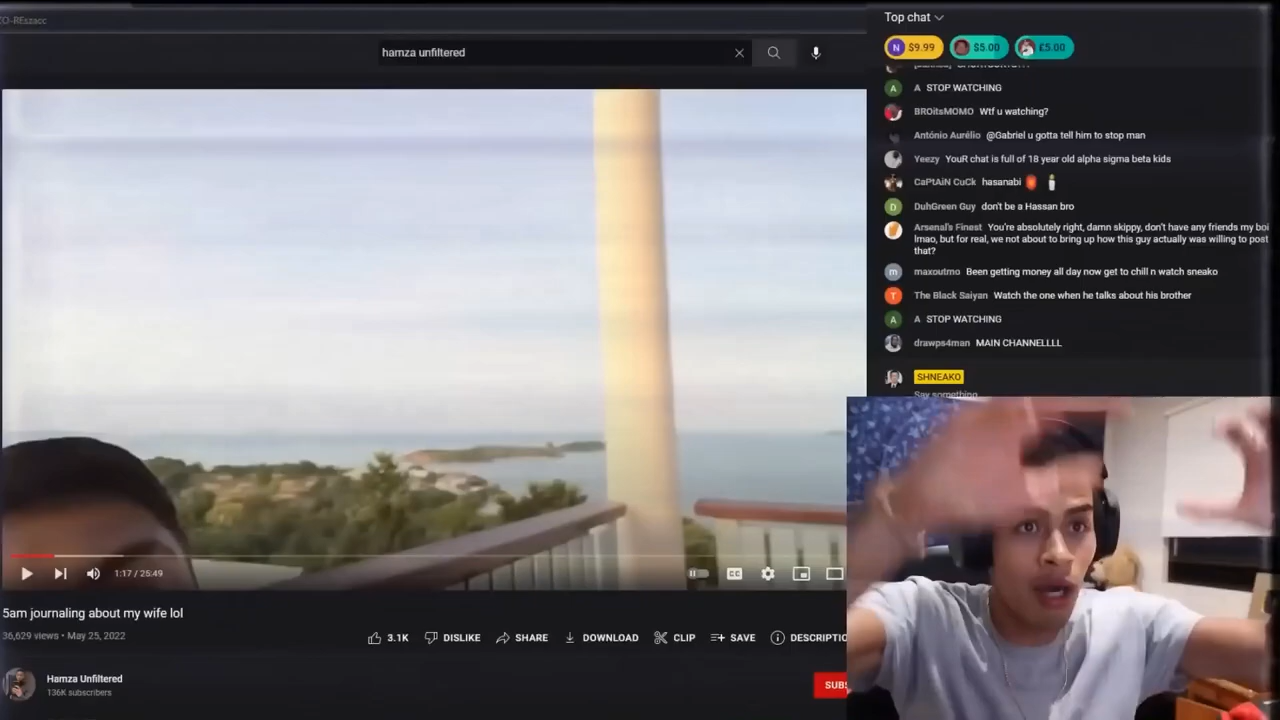 O-REszacc
hamza unfiltered
1:17 / 25:49
CC
5am journaling about my wife lol
36,629 views • May 25, 2022
3.1K
DISLIKE
SHARE
DOWNLOAD
CLIP
SAVE
DESCRIPTIO
Hamza Unfiltered
136K subscribers
SUBS
Top chat
N $9.99
$5.00
£5.00
A A STOP WATCHING
BROitsMOMO Wtf u watching?
António Aurélio @Gabriel u gotta tell him to stop man
Yeezy YouR chat is full of 18 year old alpha sigma beta kids
CaPtAiN CuCk hasanabi
D DuhGreen Guy don't be a Hassan bro
Arsenal's Finest You're absolutely right, damn skippy, don't have any friends my boi
lmao, but for real, we not about to bring up how this guy actually was willing to post
that?
m maxoutmo Been getting money all day now get to chill n watch sneako
T The Black Saiyan Watch the one when he talks about his brother
A A STOP WATCHING
drawps4man MAIN CHANNELLLL
SHNEAKO
Say something